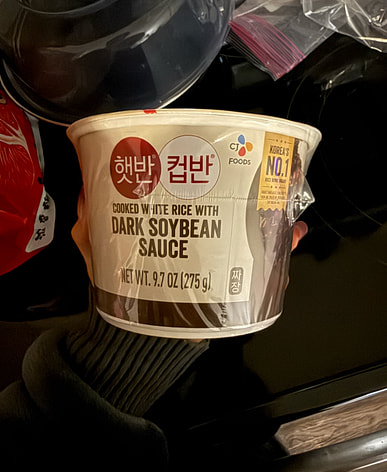 햇반 컵반
CJ
FOODS
KOREA'S
NO.1
COOKED WHITE RICE WITH
DARK SOYBEAN
SAUCE
NET WT. 9.7 OZ (275 g)
짜장